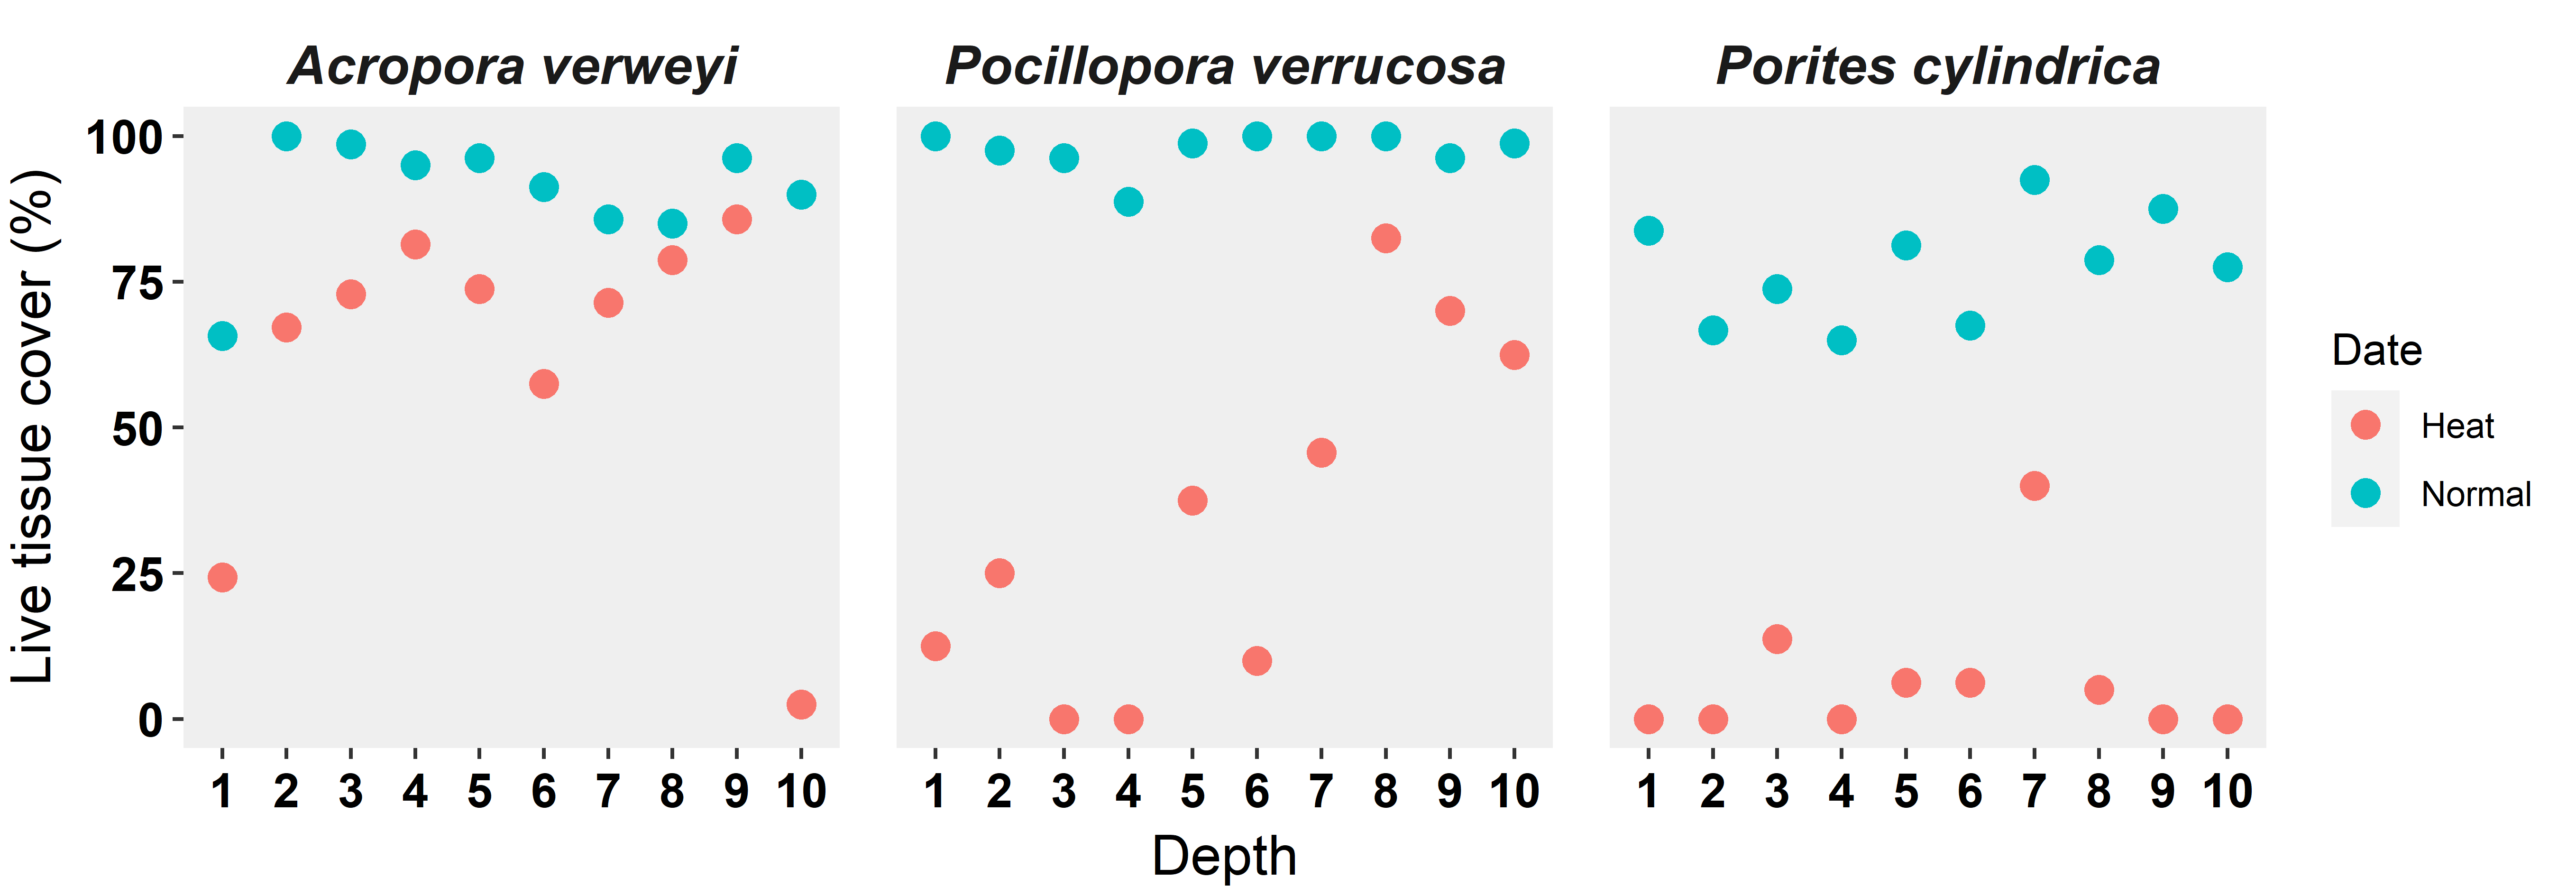 Acropora verweyi Pocillopora verrucosa Porites cylindrica
Live tissue cover (%)
100
75
50
25
0
1 2 3 4 5 6 7 8 9 10 1 2 3 4 5 6 7 8 9 10 1 2 3 4 5 6 7 8 9 10
Depth
Date
Heat
Normal